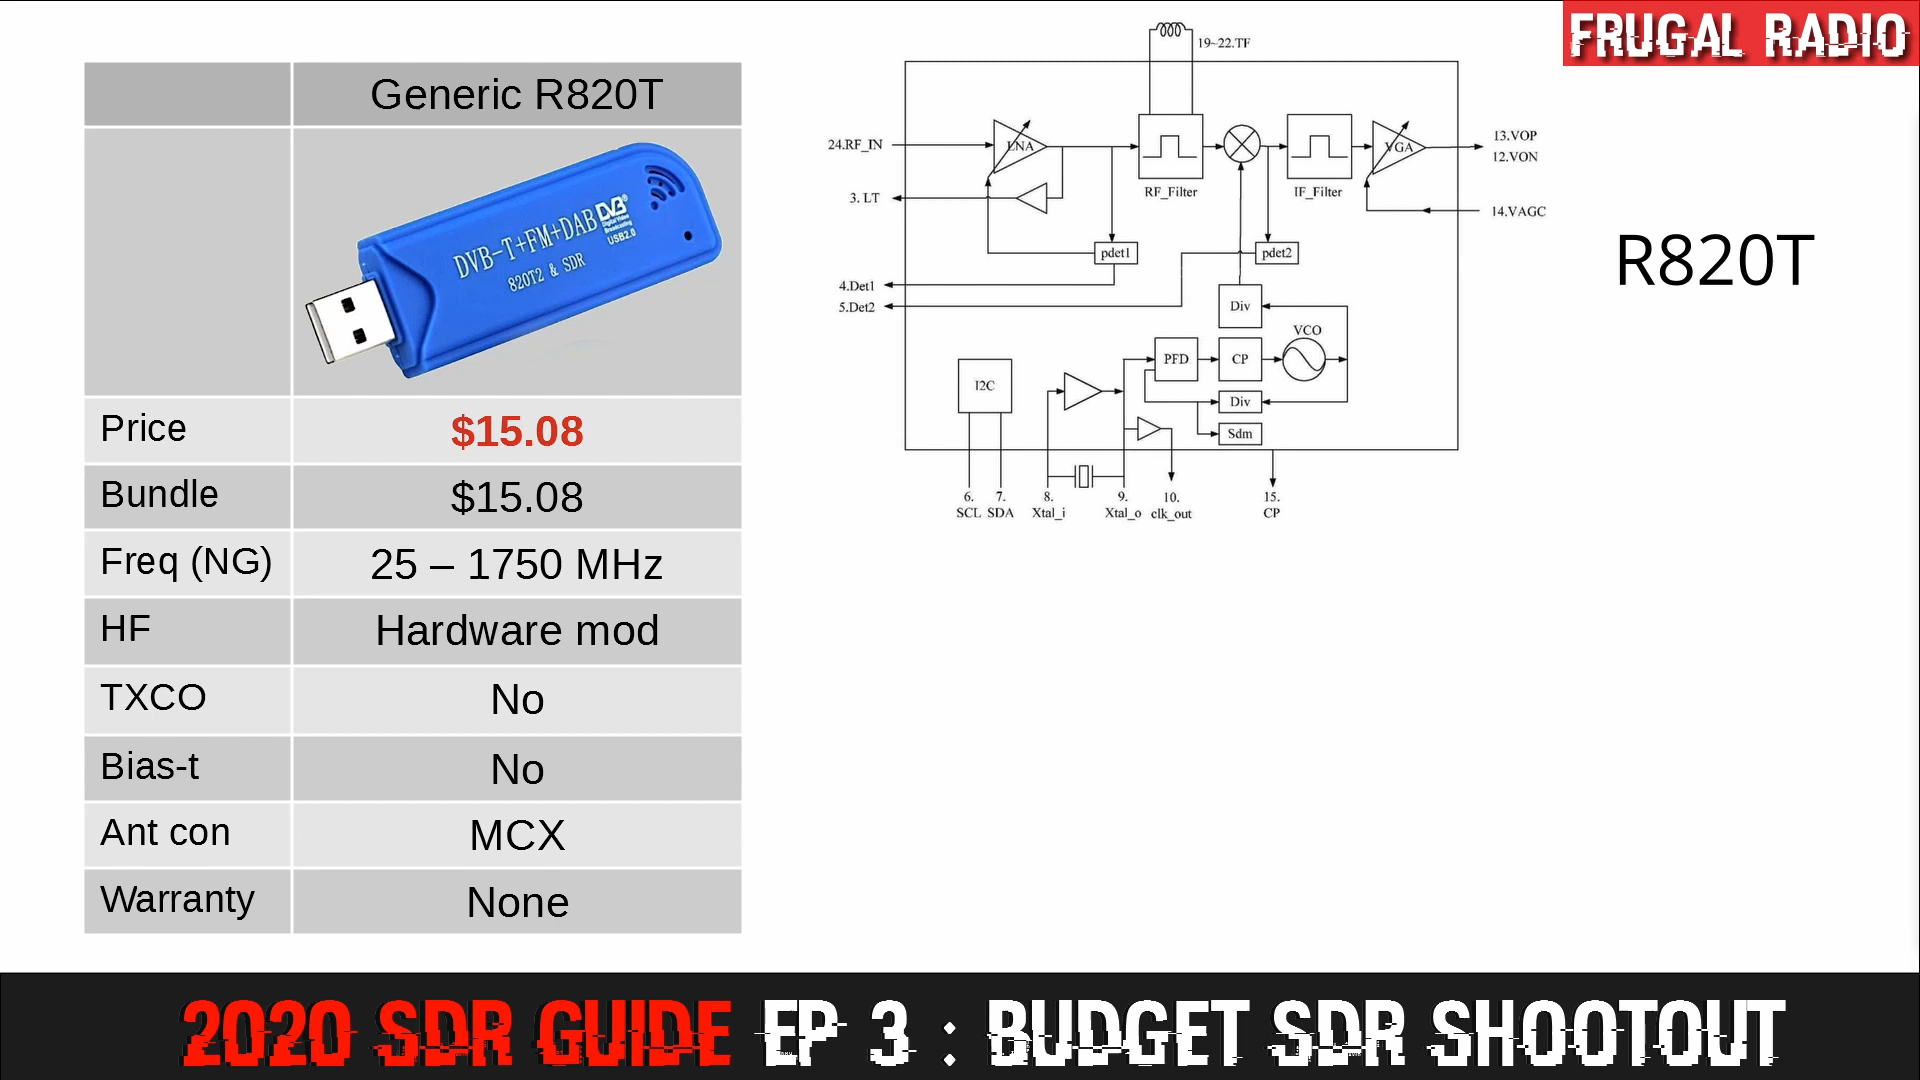 FRUGAL RADIO
Generic R820T
DVB-T+FM+DAB
DVB®
Digital Video
Broadcasting
USB2.0
820T2 & SDR
Price $15.08
Bundle $15.08
Freq (NG) 25 – 1750 MHz
HF Hardware mod
TXCO No
Bias-t No
Ant con MCX
Warranty None
19~22.TF
24.RF_IN
LNA
RF_Filter
IF_Filter
VGA
13.VOP
12.VON
14.VAGC
3. LT
pdet1
pdet2
4.Det1
5.Det2
Div
VCO
PFD
CP
I2C
Div
Sdm
6.
SCL
7.
SDA
8.
Xtal_i
9.
Xtal_o
10.
clk_out
15.
CP
R820T
2020 SDR GUIDE EP 3 : BUDGET SDR SHOOTOUT